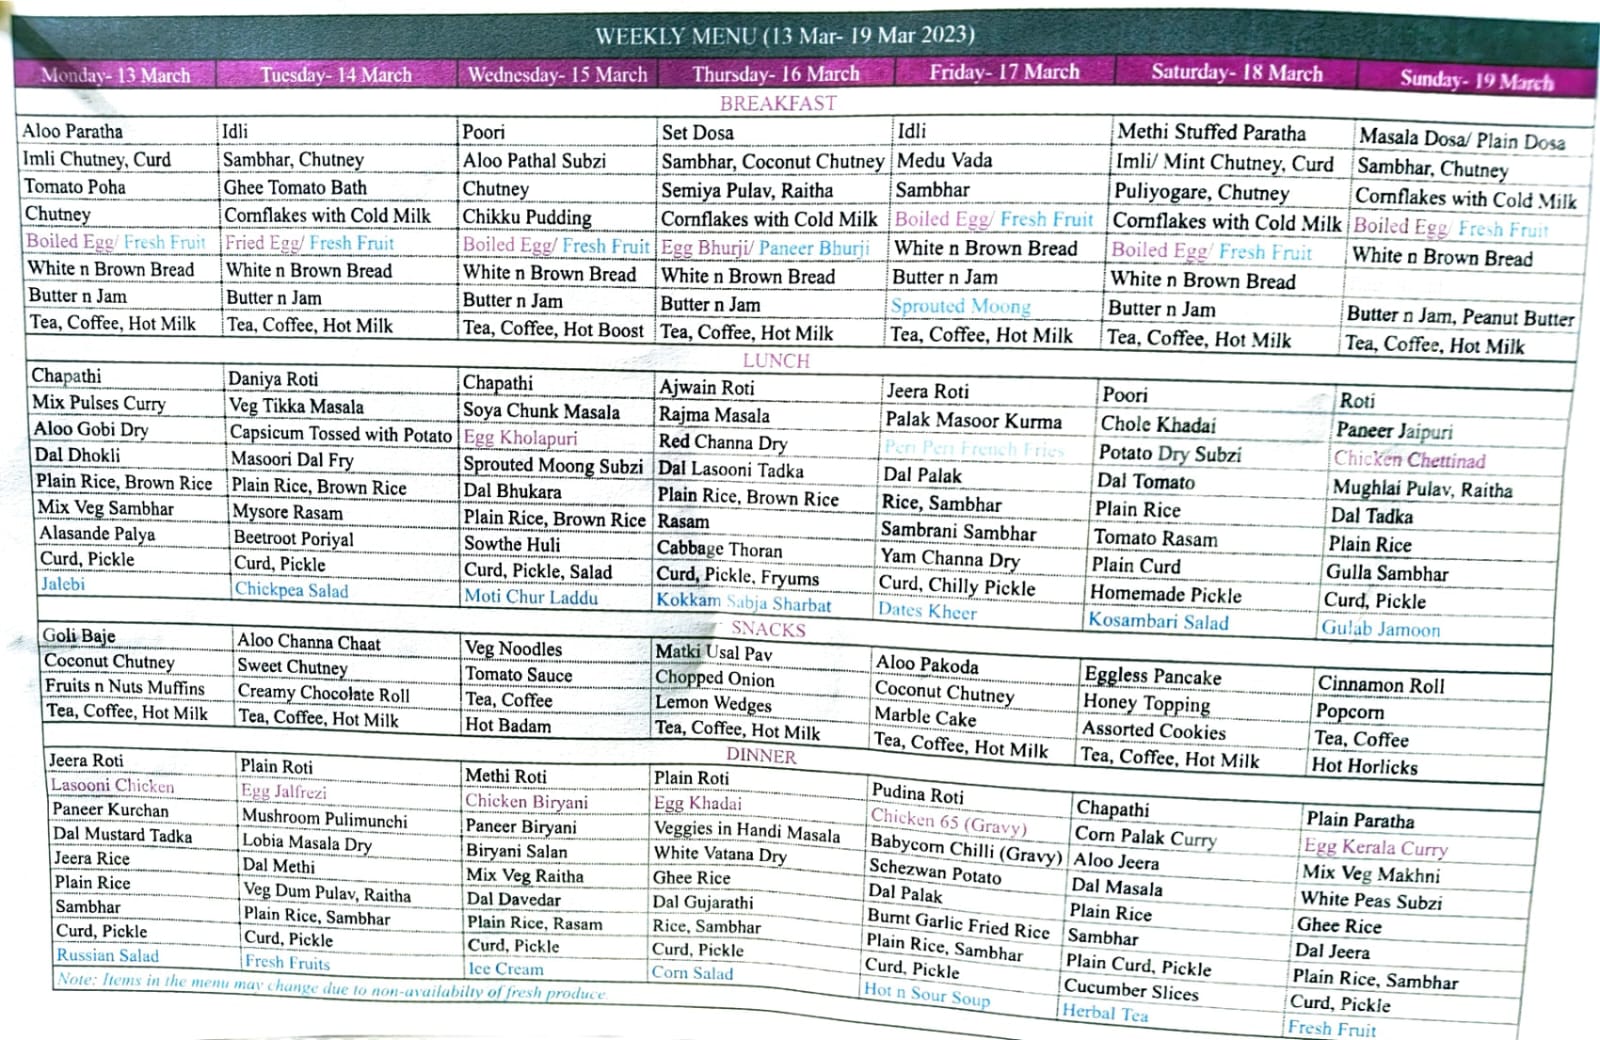 WEEKLY MENU (13 Mar- 19 Mar 2023)
Monday- 13 March Tuesday- 14 March Wednesday- 15 March Thursday- 16 March Friday- 17 March Saturday- 18 March Sunday- 19 March
BREAKFAST
Aloo Paratha Idli Poori Set Dosa Idli Methi Stuffed Paratha Masala Dosa/ Plain Dosa
Imli Chutney, Curd Sambhar, Chutney Aloo Pathal Subzi Sambhar, Coconut Chutney Medu Vada Imli/ Mint Chutney, Curd Sambhar, Chutney
Tomato Poha Ghee Tomato Bath Chutney Semiya Pulav, Raitha Sambhar Puliyogare, Chutney Cornflakes with Cold Milk
Chutney Cornflakes with Cold Milk Chikku Pudding Cornflakes with Cold Milk Boiled Egg/ Fresh Fruit Cornflakes with Cold Milk Boiled Egg/ Fresh Fruit
Boiled Egg/ Fresh Fruit Fried Egg/ Fresh Fruit Boiled Egg/ Fresh Fruit Egg Bhurji/ Paneer Bhurji White n Brown Bread Boiled Egg/ Fresh Fruit White n Brown Bread
White n Brown Bread White n Brown Bread White n Brown Bread White n Brown Bread Butter n Jam White n Brown Bread
Butter n Jam Butter n Jam Butter n Jam Butter n Jam Sprouted Moong Butter n Jam Butter n Jam, Peanut Butter
Tea, Coffee, Hot Milk Tea, Coffee, Hot Milk Tea, Coffee, Hot Boost Tea, Coffee, Hot Milk Tea, Coffee, Hot Milk Tea, Coffee, Hot Milk Tea, Coffee, Hot Milk
LUNCH
Chapathi Daniya Roti Chapathi Ajwain Roti Jeera Roti Poori Roti
Mix Pulses Curry Veg Tikka Masala Soya Chunk Masala Rajma Masala Palak Masoor Kurma Chole Khadai Paneer Jaipuri
Aloo Gobi Dry Capsicum Tossed with Potato Egg Kholapuri Red Channa Dry Peri Peri French Fries Potato Dry Subzi Chicken Chettinad
Dal Dhokli Masoori Dal Fry Sprouted Moong Subzi Dal Lasooni Tadka Dal Palak Dal Tomato Mughlai Pulav, Raitha
Plain Rice, Brown Rice Plain Rice, Brown Rice Dal Bhukara Plain Rice, Brown Rice Rice, Sambhar Plain Rice Dal Tadka
Mix Veg Sambhar Mysore Rasam Plain Rice, Brown Rice Rasam Sambrani Sambhar Tomato Rasam Plain Rice
Alasande Palya Beetroot Poriyal Sowthe Huli Cabbage Thoran Yam Channa Dry Plain Curd Gulla Sambhar
Curd, Pickle Curd, Pickle Curd, Pickle, Salad Curd, Pickle, Fryums Curd, Chilly Pickle Homemade Pickle Curd, Pickle
Jalebi Chickpea Salad Moti Chur Laddu Kokkam Sabja Sharbat Dates Kheer Kosambari Salad Gulab Jamoon
SNACKS
Goli Baje Aloo Channa Chaat Veg Noodles Matki Usal Pav Aloo Pakoda Eggless Pancake Cinnamon Roll
Coconut Chutney Sweet Chutney Tomato Sauce Chopped Onion Coconut Chutney Honey Topping Popcorn
Fruits n Nuts Muffins Creamy Chocolate Roll Tea, Coffee Lemon Wedges Marble Cake Assorted Cookies Tea, Coffee
Tea, Coffee, Hot Milk Tea, Coffee, Hot Milk Hot Badam Tea, Coffee, Hot Milk Tea, Coffee, Hot Milk Tea, Coffee, Hot Milk Hot Horlicks
DINNER
Jeera Roti Plain Roti Methi Roti Plain Roti Pudina Roti Chapathi Plain Paratha
Lasooni Chicken Egg Jalfrezi Chicken Biryani Egg Khadai Chicken 65 (Gravy) Corn Palak Curry Egg Kerala Curry
Paneer Kurchan Mushroom Pulimunchi Paneer Biryani Veggies in Handi Masala Babycorn Chilli (Gravy) Aloo Jeera Mix Veg Makhni
Dal Mustard Tadka Lobia Masala Dry Biryani Salan White Vatana Dry Schezwan Potato Dal Masala White Peas Subzi
Jeera Rice Dal Methi Mix Veg Raitha Ghee Rice Dal Palak Plain Rice Ghee Rice
Plain Rice Veg Dum Pulav, Raitha Dal Davedar Dal Gujarathi Burnt Garlic Fried Rice Sambhar Dal Jeera
Sambhar Plain Rice, Sambhar Plain Rice, Rasam Rice, Sambhar Plain Rice, Sambhar Plain Curd, Pickle Plain Rice, Sambhar
Curd, Pickle Curd, Pickle Curd, Pickle Curd, Pickle Curd, Pickle Cucumber Slices Curd, Pickle
Russian Salad Fresh Fruits Ice Cream Corn Salad Hot n Sour Soup Herbal Tea Fresh Fruit
Note: Items in the menu may change due to non-availabilty of fresh produce.